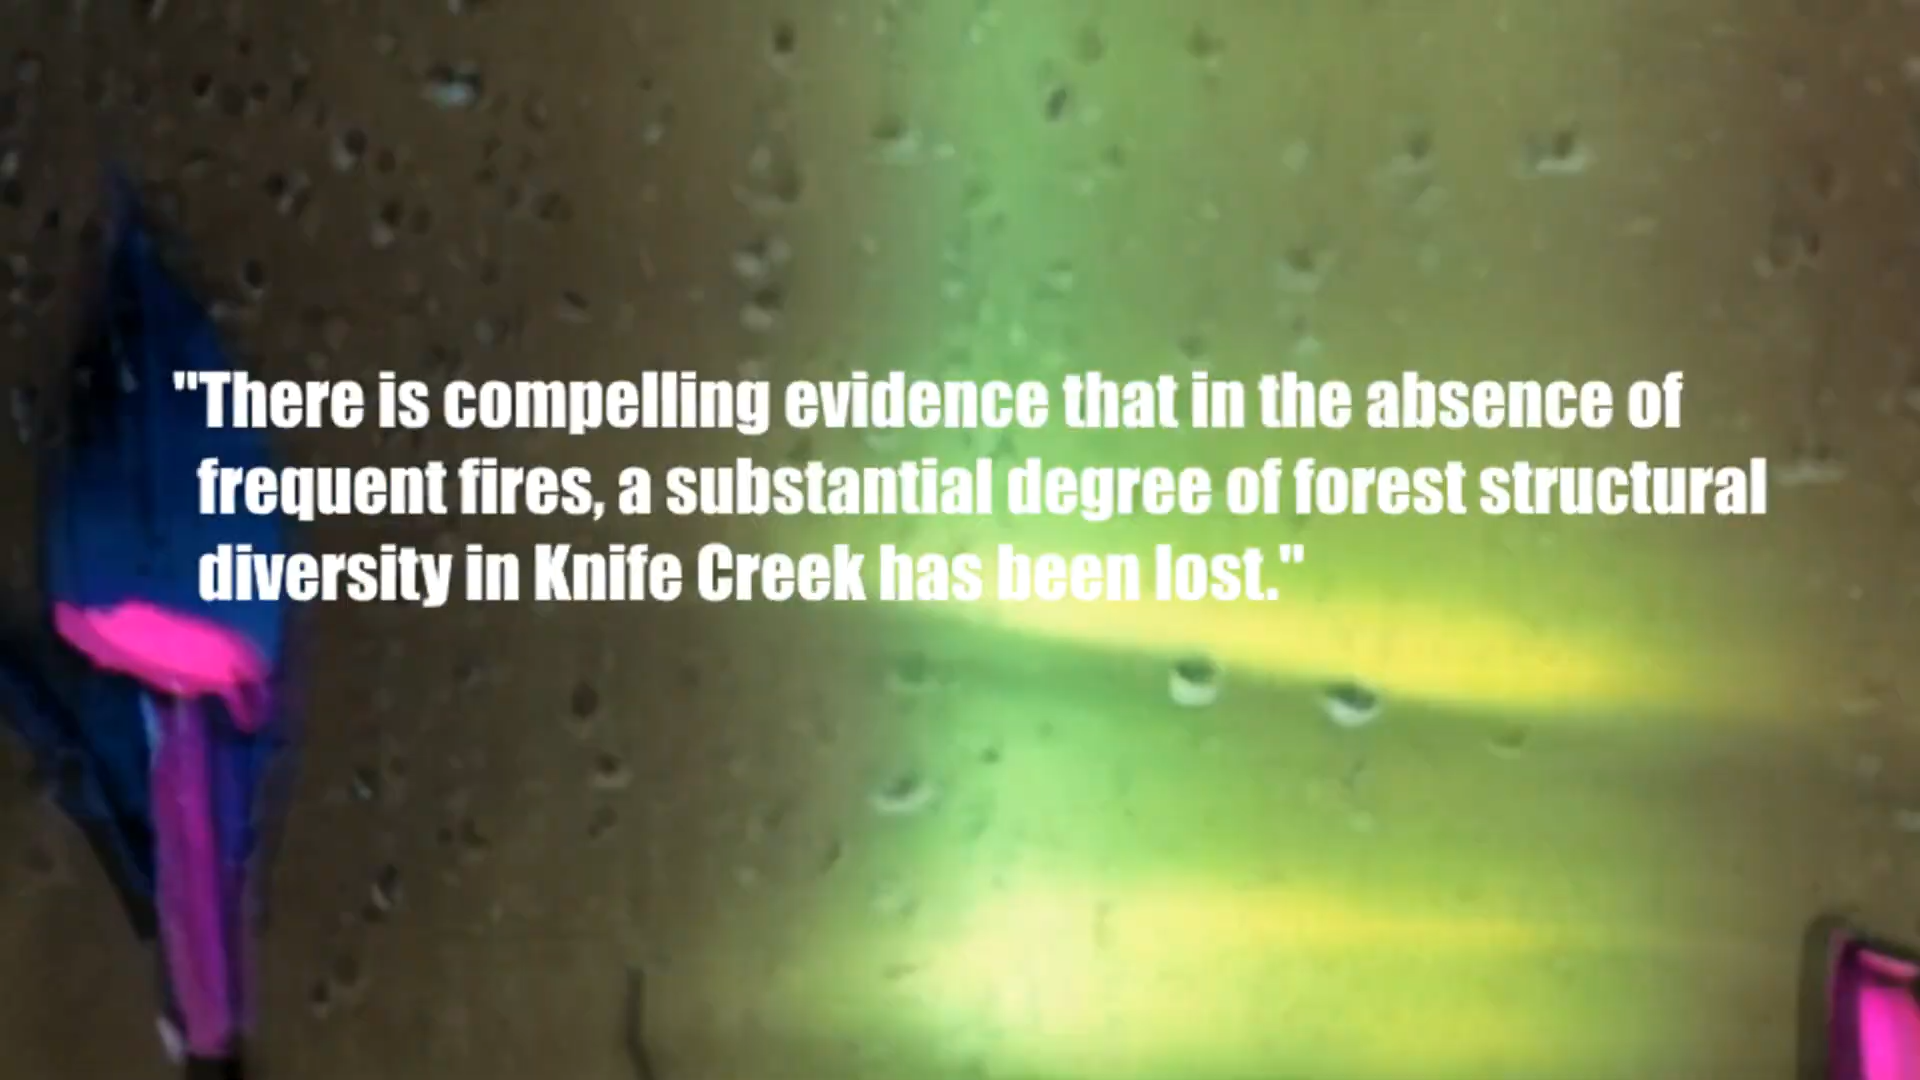 "There is compelling evidence that in the absence of
frequent fires, a substantial degree of forest structural
diversity in Knife Creek has been lost."